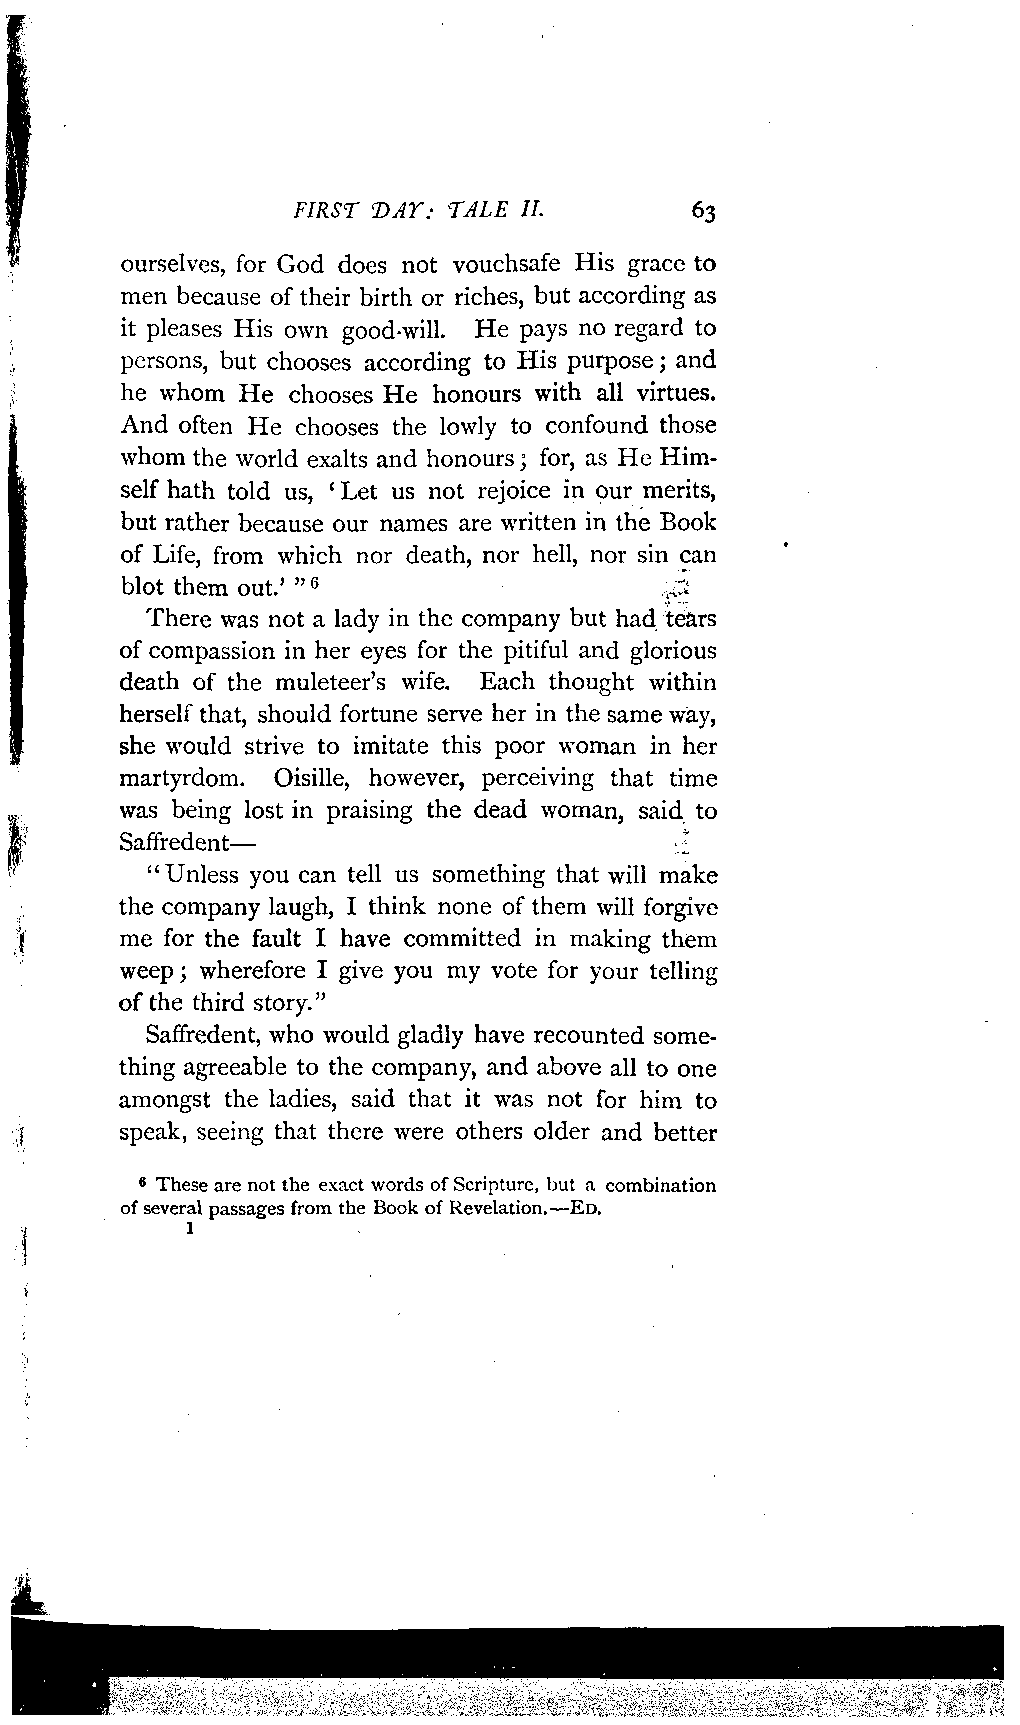 FIRST DAY: TALE II. 63
ourselves, for God does not vouchsafe His grace to
men because of their birth or riches, but according as
it pleases His own good-will. He pays no regard to
persons, but chooses according to His purpose; and
he whom He chooses He honours with all virtues.
And often He chooses the lowly to confound those
whom the world exalts and honours; for, as He Him-
self hath told us, ‘Let us not rejoice in our merits,
but rather because our names are written in the Book
of Life, from which nor death, nor hell, nor sin can
blot them out.’ ” 6
There was not a lady in the company but had tears
of compassion in her eyes for the pitiful and glorious
death of the muleteer’s wife. Each thought within
herself that, should fortune serve her in the same way,
she would strive to imitate this poor woman in her
martyrdom. Oisille, however, perceiving that time
was being lost in praising the dead woman, said to
Saffredent—
“Unless you can tell us something that will make
the company laugh, I think none of them will forgive
me for the fault I have committed in making them
weep; wherefore I give you my vote for your telling
of the third story.”
Saffredent, who would gladly have recounted some-
thing agreeable to the company, and above all to one
amongst the ladies, said that it was not for him to
speak, seeing that there were others older and better
6 These are not the exact words of Scripture, but a combination
of several passages from the Book of Revelation.—ED.
1